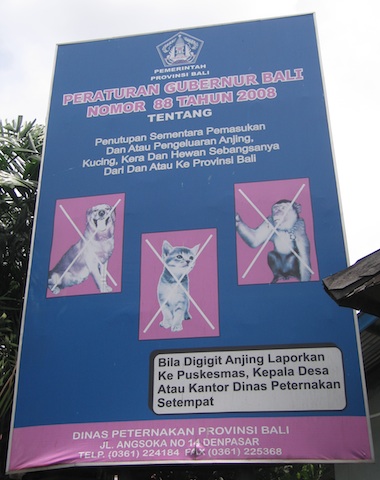 PEMERINTAH
PROVINSI BALI
PERATURAN GUBERNUR BALI
NOMOR 88 TAHUN 2008
TENTANG
Penutupan Sementara Pemasukan
Dan Atau Pengeluaran Anjing,
Kucing, Kera Dan Hewan Sebangsanya
Dari Dan Atau Ke Provinsi Bali
Bila Digigit Anjing Laporkan
Ke Puskesmas, Kepala Desa
Atau Kantor Dinas Peternakan
Setempat
DINAS PETERNAKAN PROVINSI BALI
JL. ANGSOKA NO 14 DENPASAR
TELP. (0361) 224184 FAX (0361) 225368